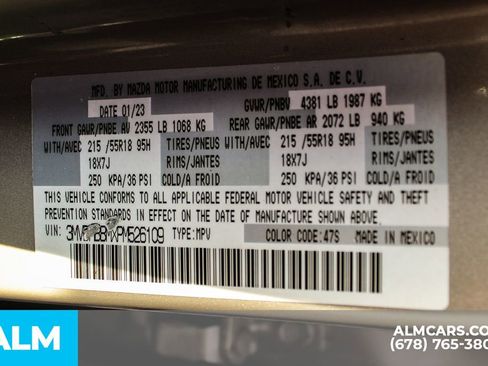 MFD. BY MAZDA MOTOR MANUFACTURING DE MEXICO S.A. DE C.V.
DATE 01/23 GVWR/PNBV 4381 LB 1987 KG
FRONT GAWR/PNBE AV 2355 LB 1068 KG REAR GAWR/PNBE AR 2072 LB 940 KG
WITH/AVEC 215 /55R18 95H TIRES/PNEUS WITH/AVEC 215 /55R18 95H TIRES/PNEUS
18X7J RIMS/JANTES 18X7J RIMS/JANTES
250 KPA/36 PSI COLD/A FROID 250 KPA/36 PSI COLD/A FROID
THIS VEHICLE CONFORMS TO ALL APPLICABLE FEDERAL MOTOR VEHICLE SAFETY AND THEFT
PREVENTION STANDARDS IN EFFECT ON THE DATE OF MANUFACTURE SHOWN ABOVE.
VIN: TYPE: MPV COLOR CODE: 47S MADE IN MEXICO
ALM
ALMCARS.CO
(678) 765-380